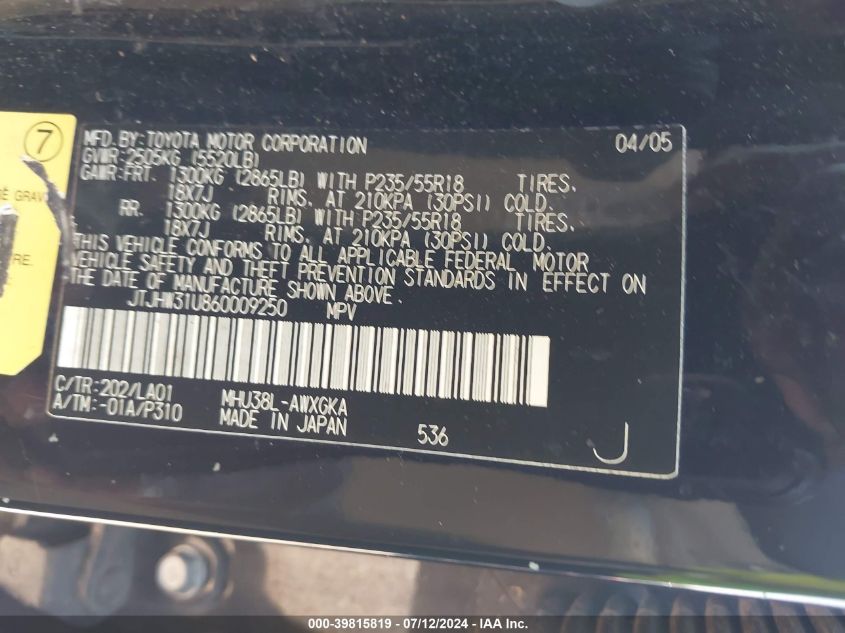 7
É GRAV
RE.
MFD. BY: TOYOTA MOTOR CORPORATION 04/05
GVWR: 2505KG (5520LB)
GAWR: FRT. 1300KG (2865LB) WITH P235/55R18 TIRES.
18X7J RIMS, AT 210KPA (30PSI) COLD.
RR. 1300KG (2865LB) WITH P235/55R18 TIRES.
18X7J RIMS, AT 210KPA (30PSI) COLD.
THIS VEHICLE CONFORMS TO ALL APPLICABLE FEDERAL MOTOR
VEHICLE SAFETY AND THEFT PREVENTION STANDARDS IN EFFECT ON
THE DATE OF MANUFACTURE SHOWN ABOVE.
JTJHW31U860009250 MPV
C/TR: 202/LA01 MHU38L-AWXGKA
A/TM: -01A/P310 MADE IN JAPAN
536 J
000-39815819 - 07/12/2024 - IAA Inc.